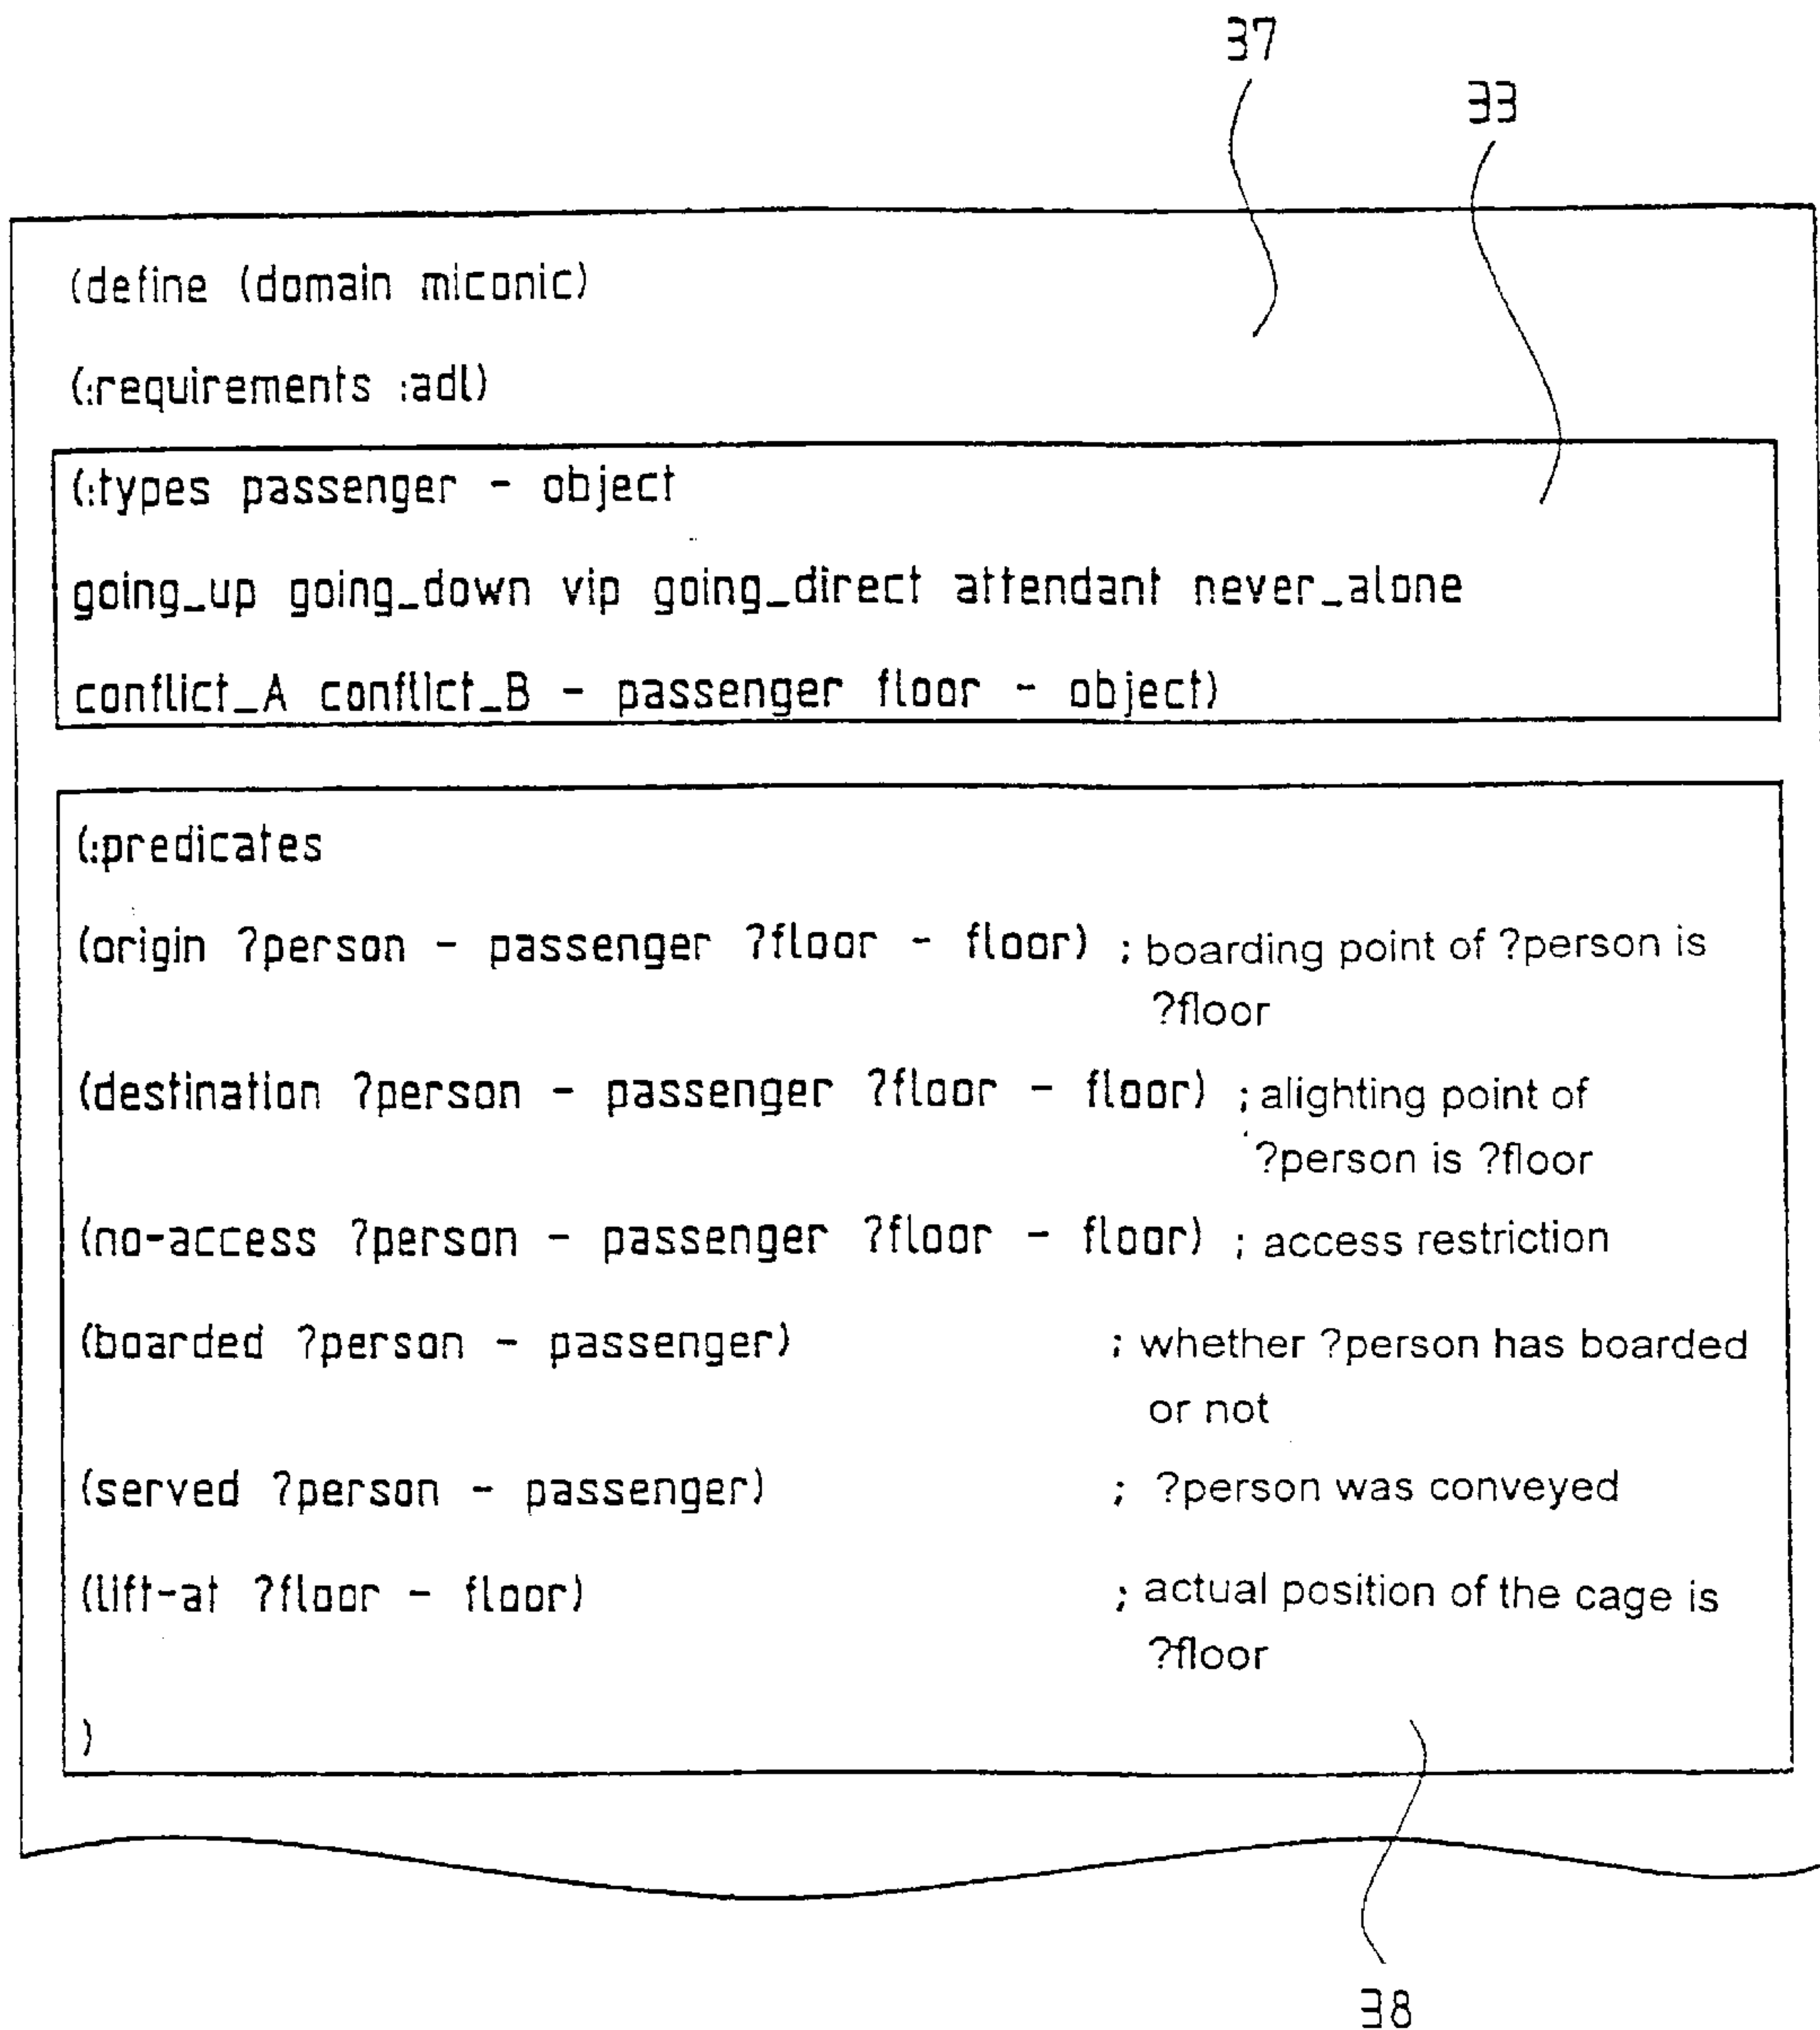 37
33
(define (domain miconic)
(:requirements :adl)
(:types passenger - object
going_up going_down vip going_direct attendant never_alone
conflict_A conflict_B - passenger floor - object)
(:predicates
(origin ?person - passenger ?floor - floor) ; boarding point of ?person is
?floor
(destination ?person - passenger ?floor - floor) ; alighting point of
?person is ?floor
(no-access ?person - passenger ?floor - floor) ; access restriction
(boarded ?person - passenger) ; whether ?person has boarded
or not
(served ?person - passenger) ; ?person was conveyed
(lift-at ?floor - floor) ; actual position of the cage is
?floor
)
38